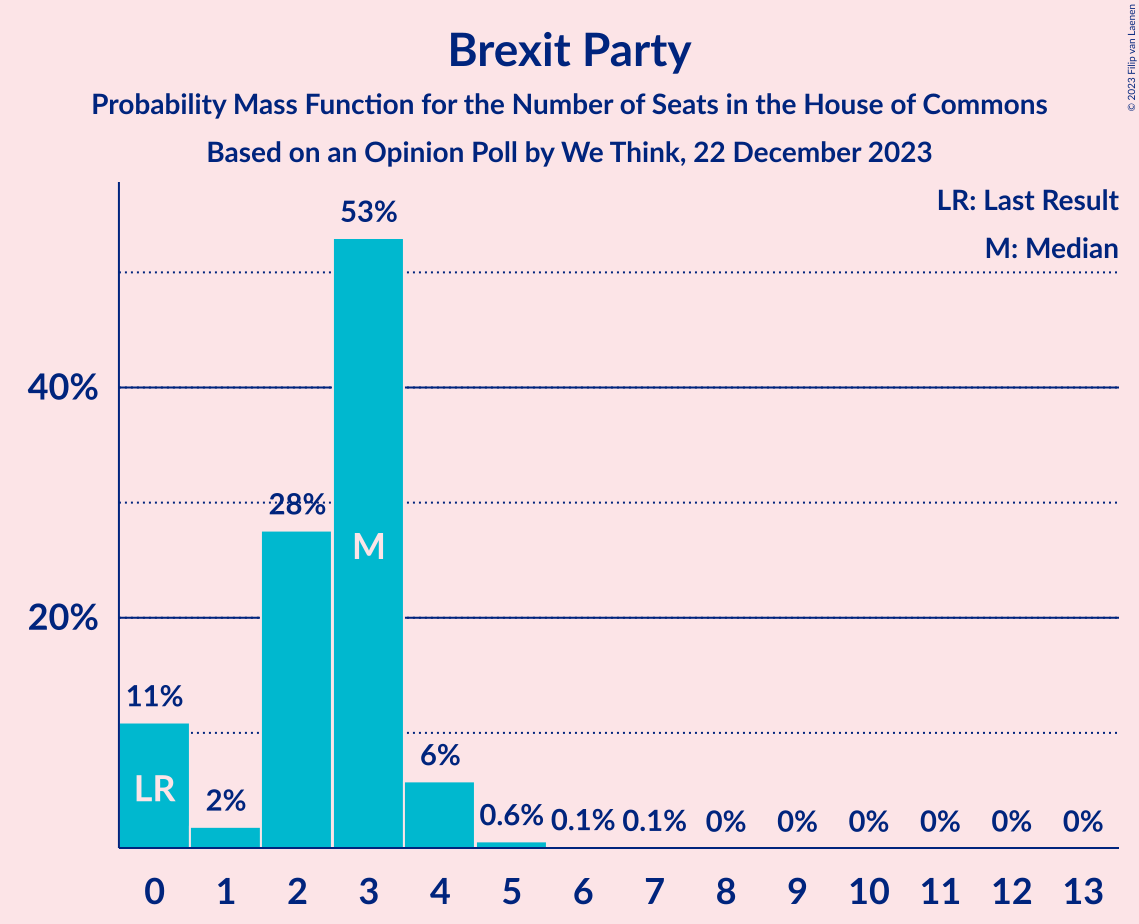 Brexit Party
Probability Mass Function for the Number of Seats in the House of Commons
Based on an Opinion Poll by We Think, 22 December 2023
© 2023 Filip van Laenen
LR: Last Result
M: Median
53%
40%
28%
M
20%
11%
6%
LR
2%
0.6% 0.1% 0.1% 0% 0% 0% 0% 0% 0%
0 1 2 3 4 5 6 7 8 9 10 11 12 13